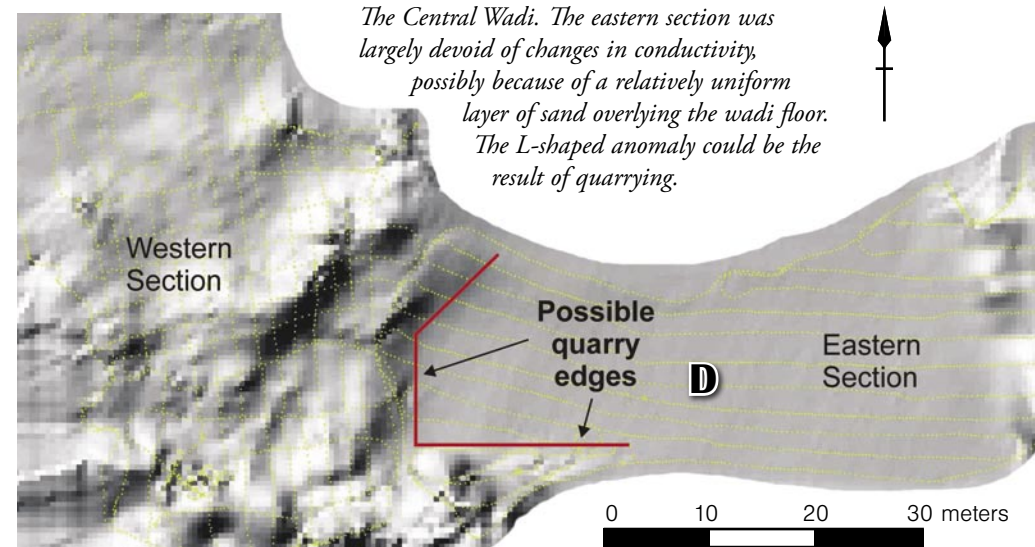 The Central Wadi. The eastern section was
largely devoid of changes in conductivity,
possibly because of a relatively uniform
layer of sand overlying the wadi floor.
The L-shaped anomaly could be the
result of quarrying.
Western
Section
Possible
quarry
edges
D
Eastern
Section
0 10 20 30 meters